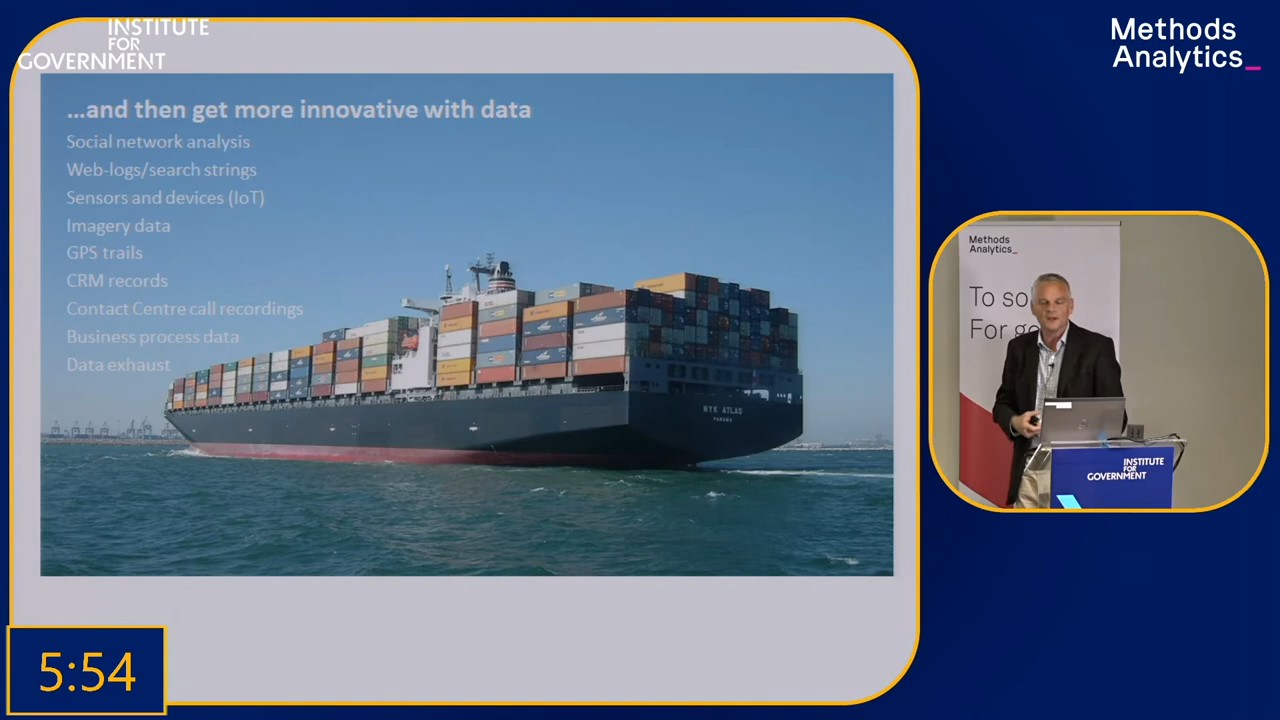 INSTITUTE
FOR
GOVERNMENT
Methods
Analytics_
...and then get more innovative with data
Social network analysis
Web-logs/search strings
Sensors and devices (IoT)
Imagery data
GPS trails
CRM records
Contact Centre call recordings
Business process data
Data exhaust
NYK ATLAS
PANAMA
Methods
Analytics_
To so
For go
INSTITUTE
FOR
GOVERNMENT
5:54